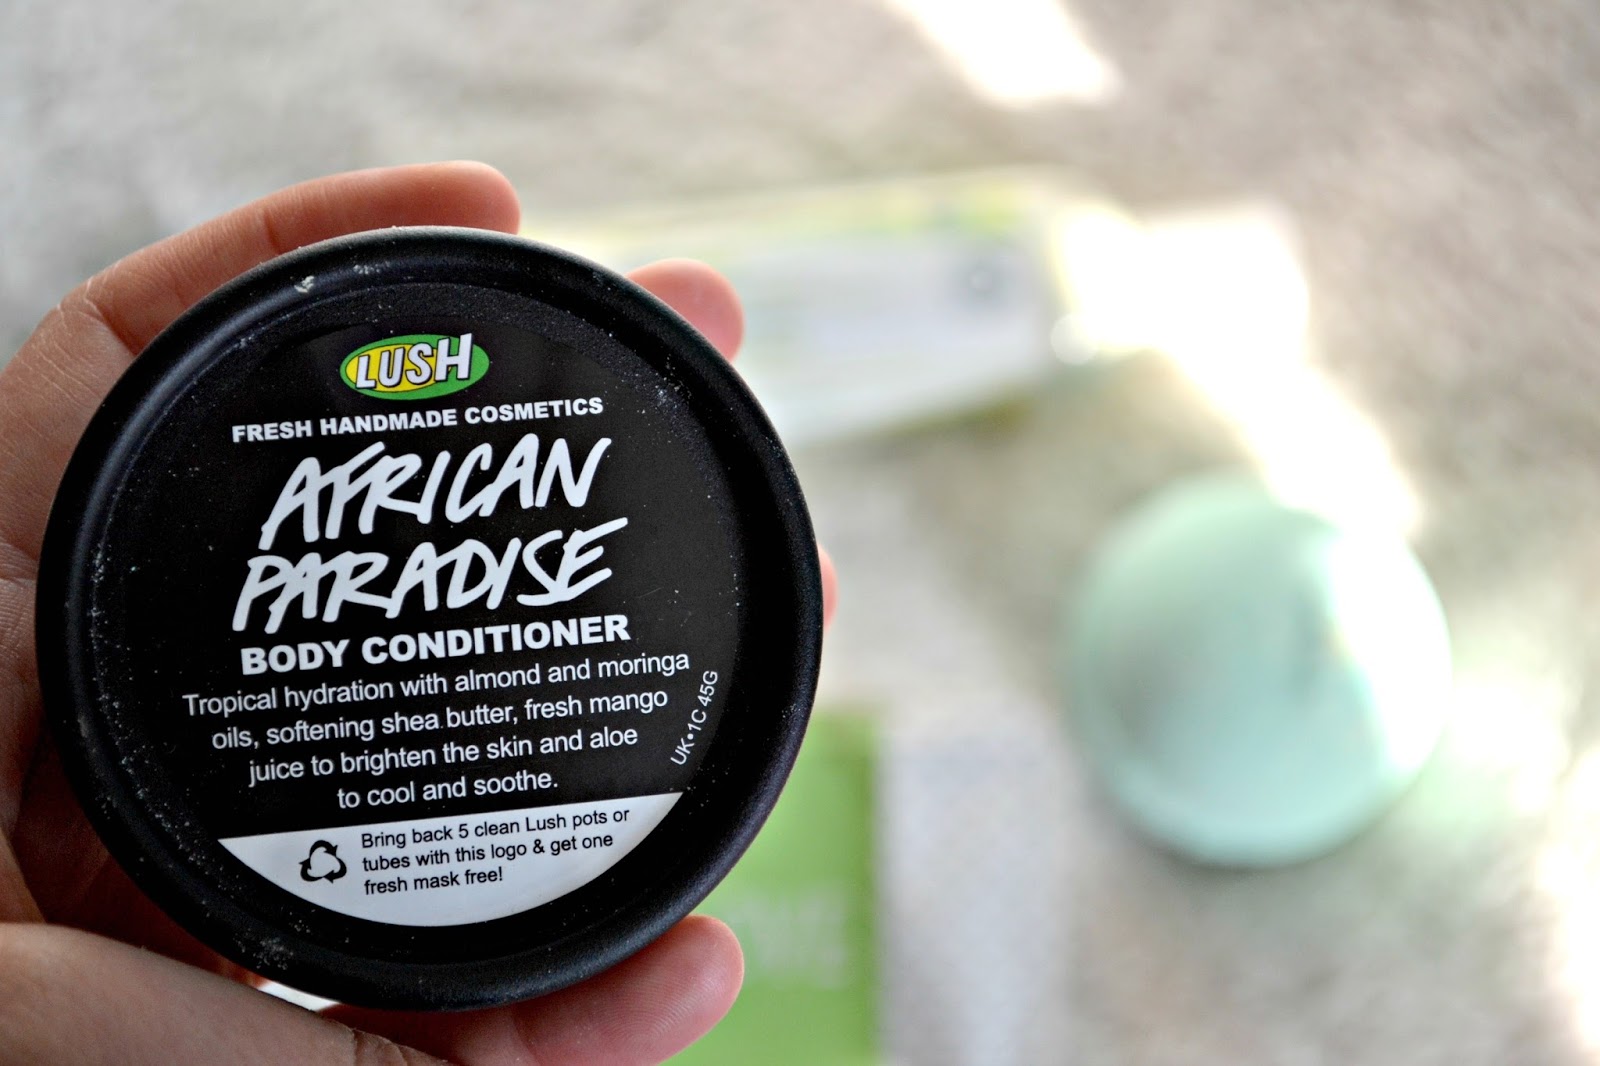 LUSH
FRESH HANDMADE COSMETICS
AFRICAN
PARADISE
BODY CONDITIONER
Tropical hydration with almond and moringa
oils, softening shea butter, fresh mango
juice to brighten the skin and aloe
to cool and soothe.
UK•1C 45G
Bring back 5 clean Lush pots or
tubes with this logo & get one
fresh mask free!